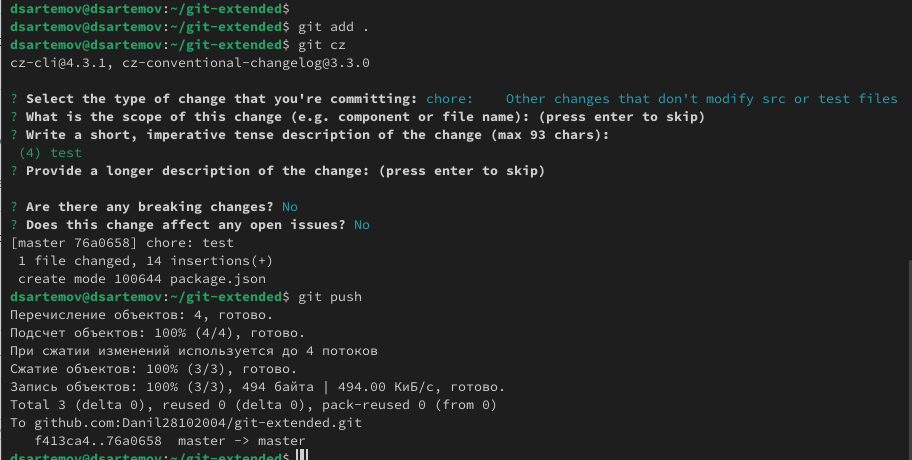 dsartemov@dsartemov:~/git-extended$
dsartemov@dsartemov:~/git-extended$ git add .
dsartemov@dsartemov:~/git-extended$ git cz
cz-cli@4.3.1, cz-conventional-changelog@3.3.0
? Select the type of change that you're committing: chore:    Other changes that don't modify src or test files
? What is the scope of this change (e.g. component or file name): (press enter to skip)
? Write a short, imperative tense description of the change (max 93 chars):
 (4) test
? Provide a longer description of the change: (press enter to skip)
? Are there any breaking changes? No
? Does this change affect any open issues? No
[master 76a0658] chore: test
 1 file changed, 14 insertions(+)
 create mode 100644 package.json
dsartemov@dsartemov:~/git-extended$ git push
Перечисление объектов: 4, готово.
Подсчет объектов: 100% (4/4), готово.
При сжатии изменений используется до 4 потоков
Сжатие объектов: 100% (3/3), готово.
Запись объектов: 100% (3/3), 494 байта | 494.00 КиБ/с, готово.
Total 3 (delta 0), reused 0 (delta 0), pack-reused 0 (from 0)
To github.com:Danil28102004/git-extended.git
   f413ca4..76a0658  master -> master
dsartemov@dsartemov:~/git-extended$